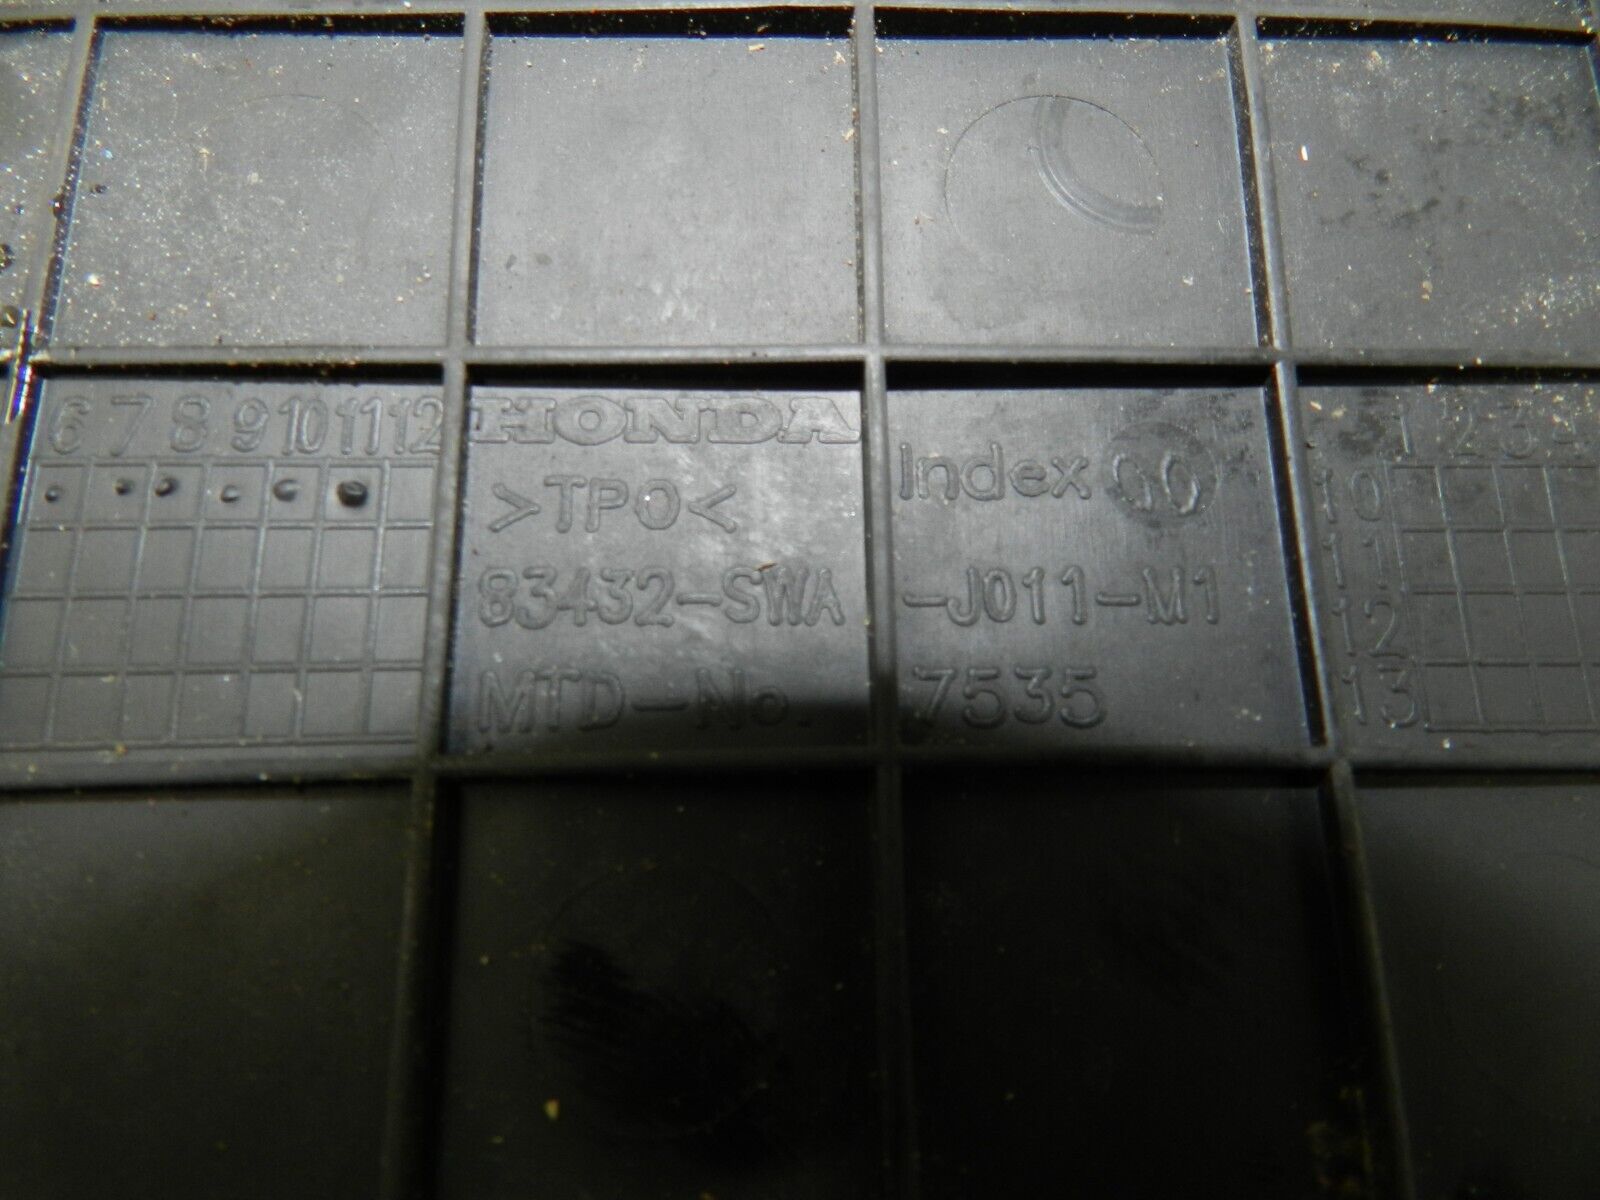 6 7 8 9 10 11 12
HONDA
>TPO<
83432-SWA
MTD-No.
Index 00
-J011-M1
7535
1 2 3 4
10
11
12
13